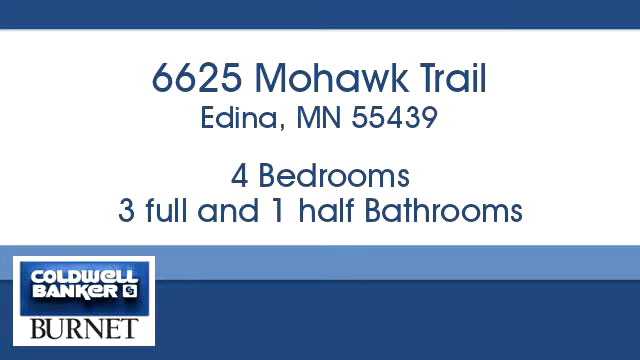 6625 Mohawk Trail
Edina, MN 55439
4 Bedrooms
3 full and 1 half Bathrooms
COLDWELL
BANKER
BURNET